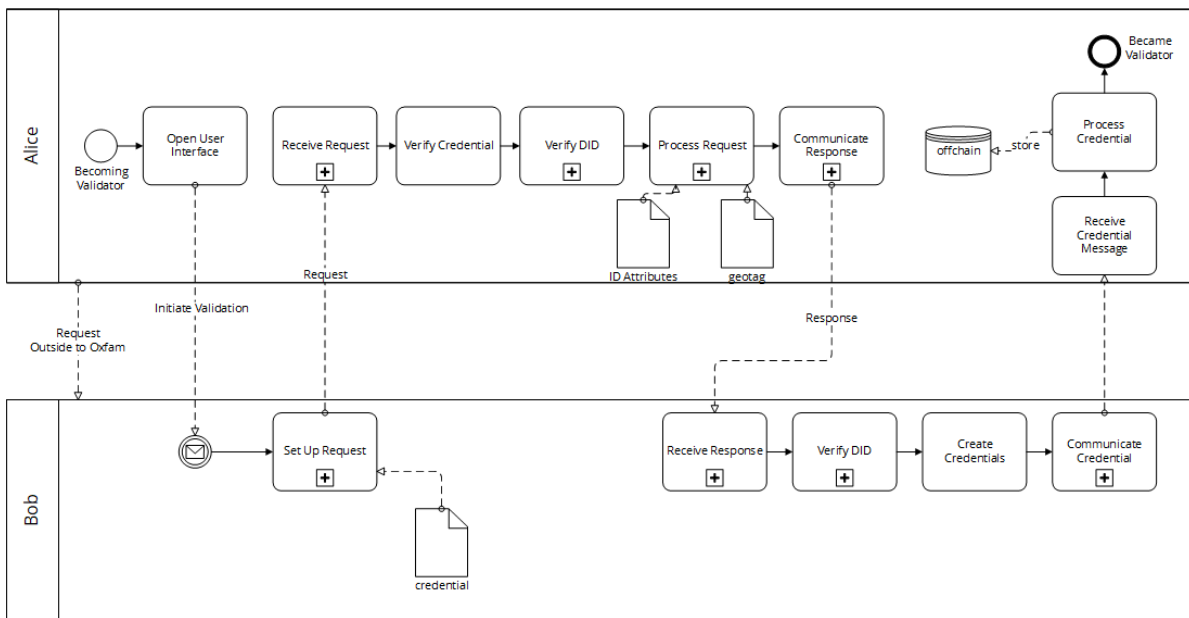 Alice
Becoming
Validator
Open User
Interface
Receive Request
Verify Credential
Verify DID
Process Request
Communicate
Response
offchain
store
Process
Credential
Became
Validator
Receive
Credential
Message
ID Attributes
geotag
Request
Initiate Validation
Request
Outside to Oxfam
Response
Bob
Set Up Request
credential
Receive Response
Verify DID
Create
Credentials
Communicate
Credential